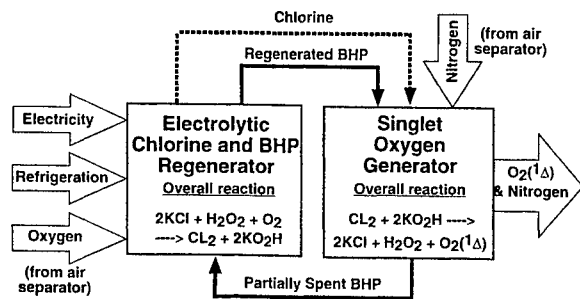 Chlorine
Regenerated BHP
Nitrogen
(from air
separator)
Electricity
Refrigeration
Oxygen
(from air
separator)
Electrolytic
Chlorine and BHP
Regenerator
Overall reaction
2KCl + H2O2 + O2
----> CL2 + 2KO2H
Singlet
Oxygen
Generator
Overall reaction
CL2 + 2KO2H ---->
2KCl + H2O2 + O2(¹Δ)
O2(¹Δ)
& Nitrogen
Partially Spent BHP